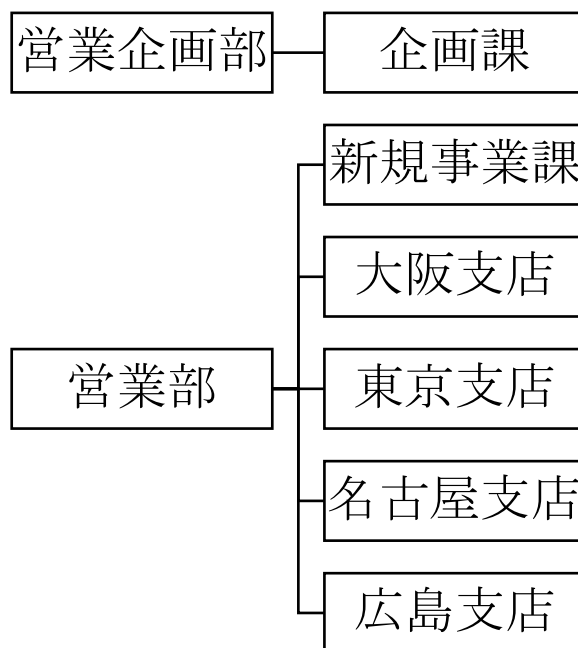 営業企画部
企画課
新規事業課
大阪支店
営業部
東京支店
名古屋支店
広島支店